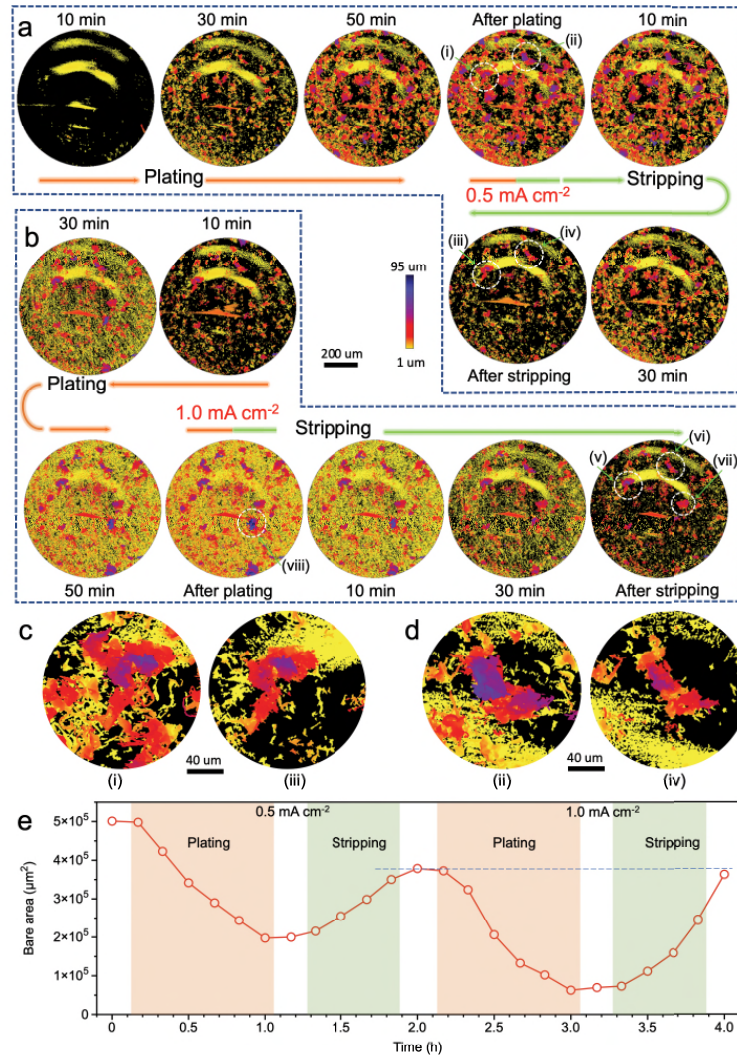 a
10 min
30 min
50 min
After plating
10 min
(i)
(ii)
Plating
0.5 mA cm-2
Stripping
b
30 min
10 min
95 um
1 um
200 um
(iii)
(iv)
After stripping
30 min
Plating
1.0 mA cm-2
Stripping
(v)
(vi)
(vii)
(viii)
50 min
After plating
10 min
30 min
After stripping
c
d
(i)
40 um
(iii)
(ii)
40 um
(iv)
e
0.5 mA cm-2
1.0 mA cm-2
Plating
Stripping
Plating
Stripping
5×10⁵
4×10⁵
3×10⁵
2×10⁵
1×10⁵
0
Bare area (µm²)
0 0.5 1.0 1.5 2.0 2.5 3.0 3.5 4.0
Time (h)